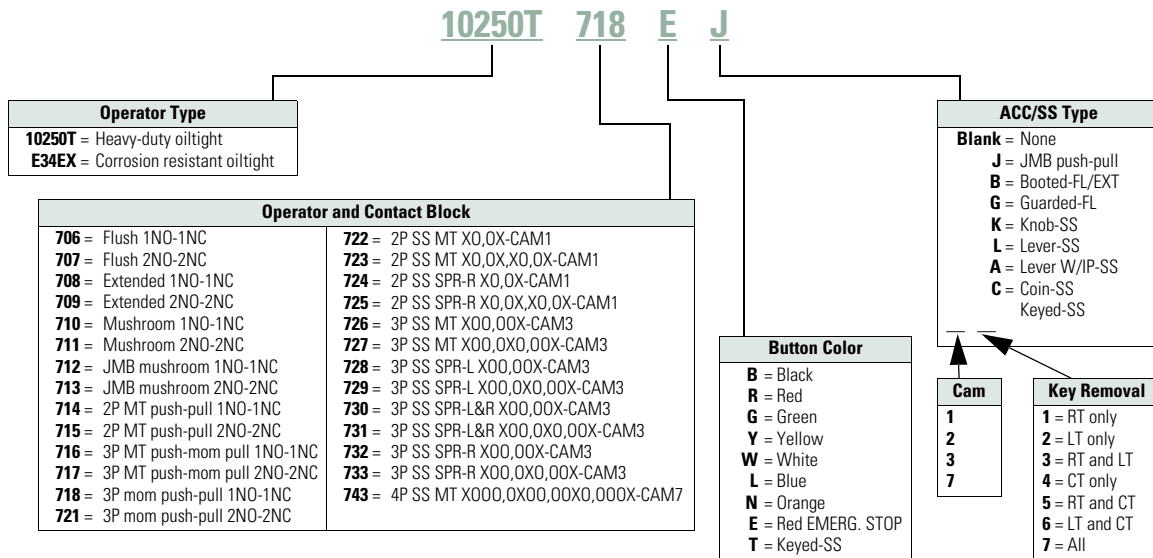 10250T 718 E J
Operator Type
10250T = Heavy-duty oiltight
E34EX = Corrosion resistant oiltight
Operator and Contact Block
706 = Flush 1NO-1NC
707 = Flush 2NO-2NC
708 = Extended 1NO-1NC
709 = Extended 2NO-2NC
710 = Mushroom 1NO-1NC
711 = Mushroom 2NO-2NC
712 = JMB mushroom 1NO-1NC
713 = JMB mushroom 2NO-2NC
714 = 2P MT push-pull 1NO-1NC
715 = 2P MT push-pull 2NO-2NC
716 = 3P MT push-mom pull 1NO-1NC
717 = 3P MT push-mom pull 2NO-2NC
718 = 3P mom push-pull 1NO-1NC
721 = 3P mom push-pull 2NO-2NC
722 = 2P SS MT XO,OX-CAM1
723 = 2P SS MT XO,OX,XO,OX-CAM1
724 = 2P SS SPR-R XO,OX-CAM1
725 = 2P SS SPR-R XO,OX,XO,OX-CAM1
726 = 3P SS MT XOO,OOX-CAM3
727 = 3P SS MT XOO,OXO,OOX-CAM3
728 = 3P SS SPR-L XOO,OOX-CAM3
729 = 3P SS SPR-L XOO,OXO,OOX-CAM3
730 = 3P SS SPR-L&R XOO,OOX-CAM3
731 = 3P SS SPR-L&R XOO,OXO,OOX-CAM3
732 = 3P SS SPR-R XOO,OOX-CAM3
733 = 3P SS SPR-R XOO,OXO,OOX-CAM3
743 = 4P SS MT XOOO,OXOO,OOXO,OOOX-CAM7
Button Color
B = Black
R = Red
G = Green
Y = Yellow
W = White
L = Blue
N = Orange
E = Red EMERG. STOP
T = Keyed-SS
ACC/SS Type
Blank = None
J = JMB push-pull
B = Booted-FL/EXT
G = Guarded-FL
K = Knob-SS
L = Lever-SS
A = Lever W/IP-SS
C = Coin-SS
Keyed-SS
Cam
1
2
3
7
Key Removal
1 = RT only
2 = LT only
3 = RT and LT
4 = CT only
5 = RT and CT
6 = LT and CT
7 = All